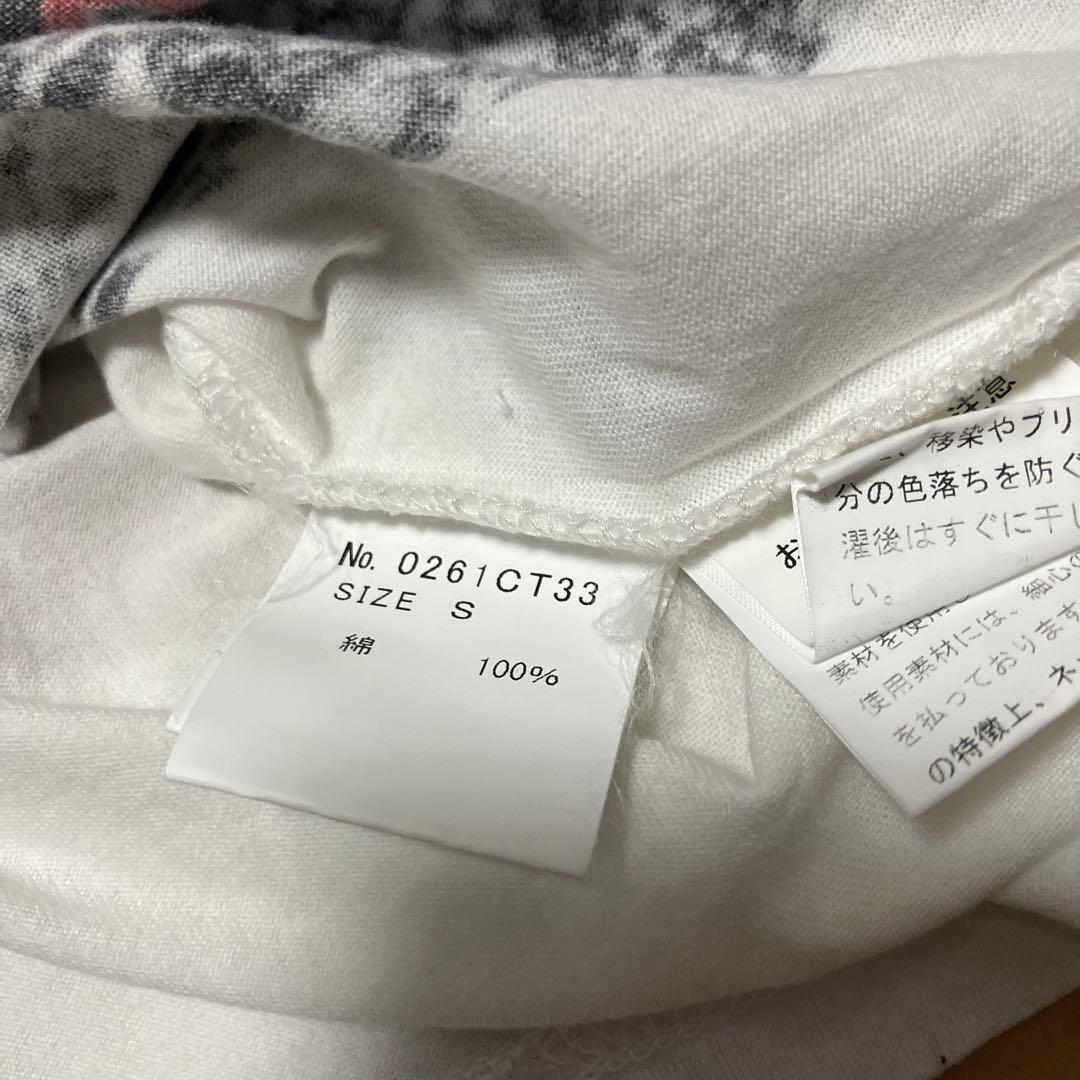 No. 0261CT33
SIZE S
綿 100%
注意
移染やプリ
分の色落ちを防ぐ
濯後はすぐに干し
い。
お
素材を使用し
使用素材には、細心の
を払っております
の特徴上、ネ